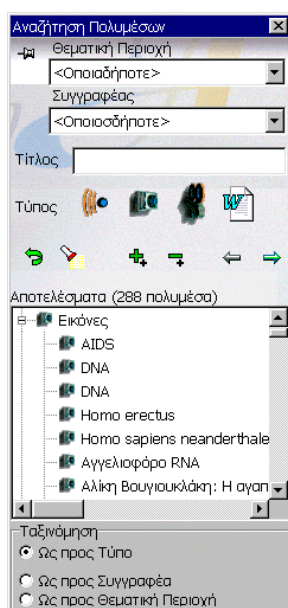 Αναζήτηση Πολυμέσων
Θεματική Περιοχή
<Οποιαδήποτε>
Συγγραφέας
<Οποιοσδήποτε>
Τίτλος
Τύπος
Αποτελέσματα (288 πολυμέσα)
Εικόνες
AIDS
DNA
DNA
Homo erectus
Homo sapiens neanderthale
Αγγελιοφόρο RNA
Αλίκη Βουγιουκλάκη: Η αγαπ
Ταξινόμηση
Ως προς Τύπο
Ως προς Συγγραφέα
Ως προς Θεματική Περιοχή